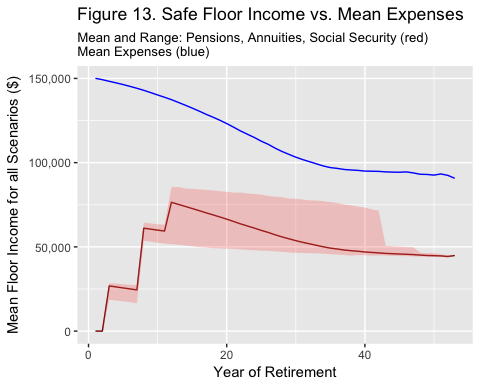 Figure 13. Safe Floor Income vs. Mean Expenses
Mean and Range: Pensions, Annuities, Social Security (red)
Mean Expenses (blue)
Mean Floor Income for all Scenarios ($)
150,000
100,000
50,000
0
0
20
40
Year of Retirement